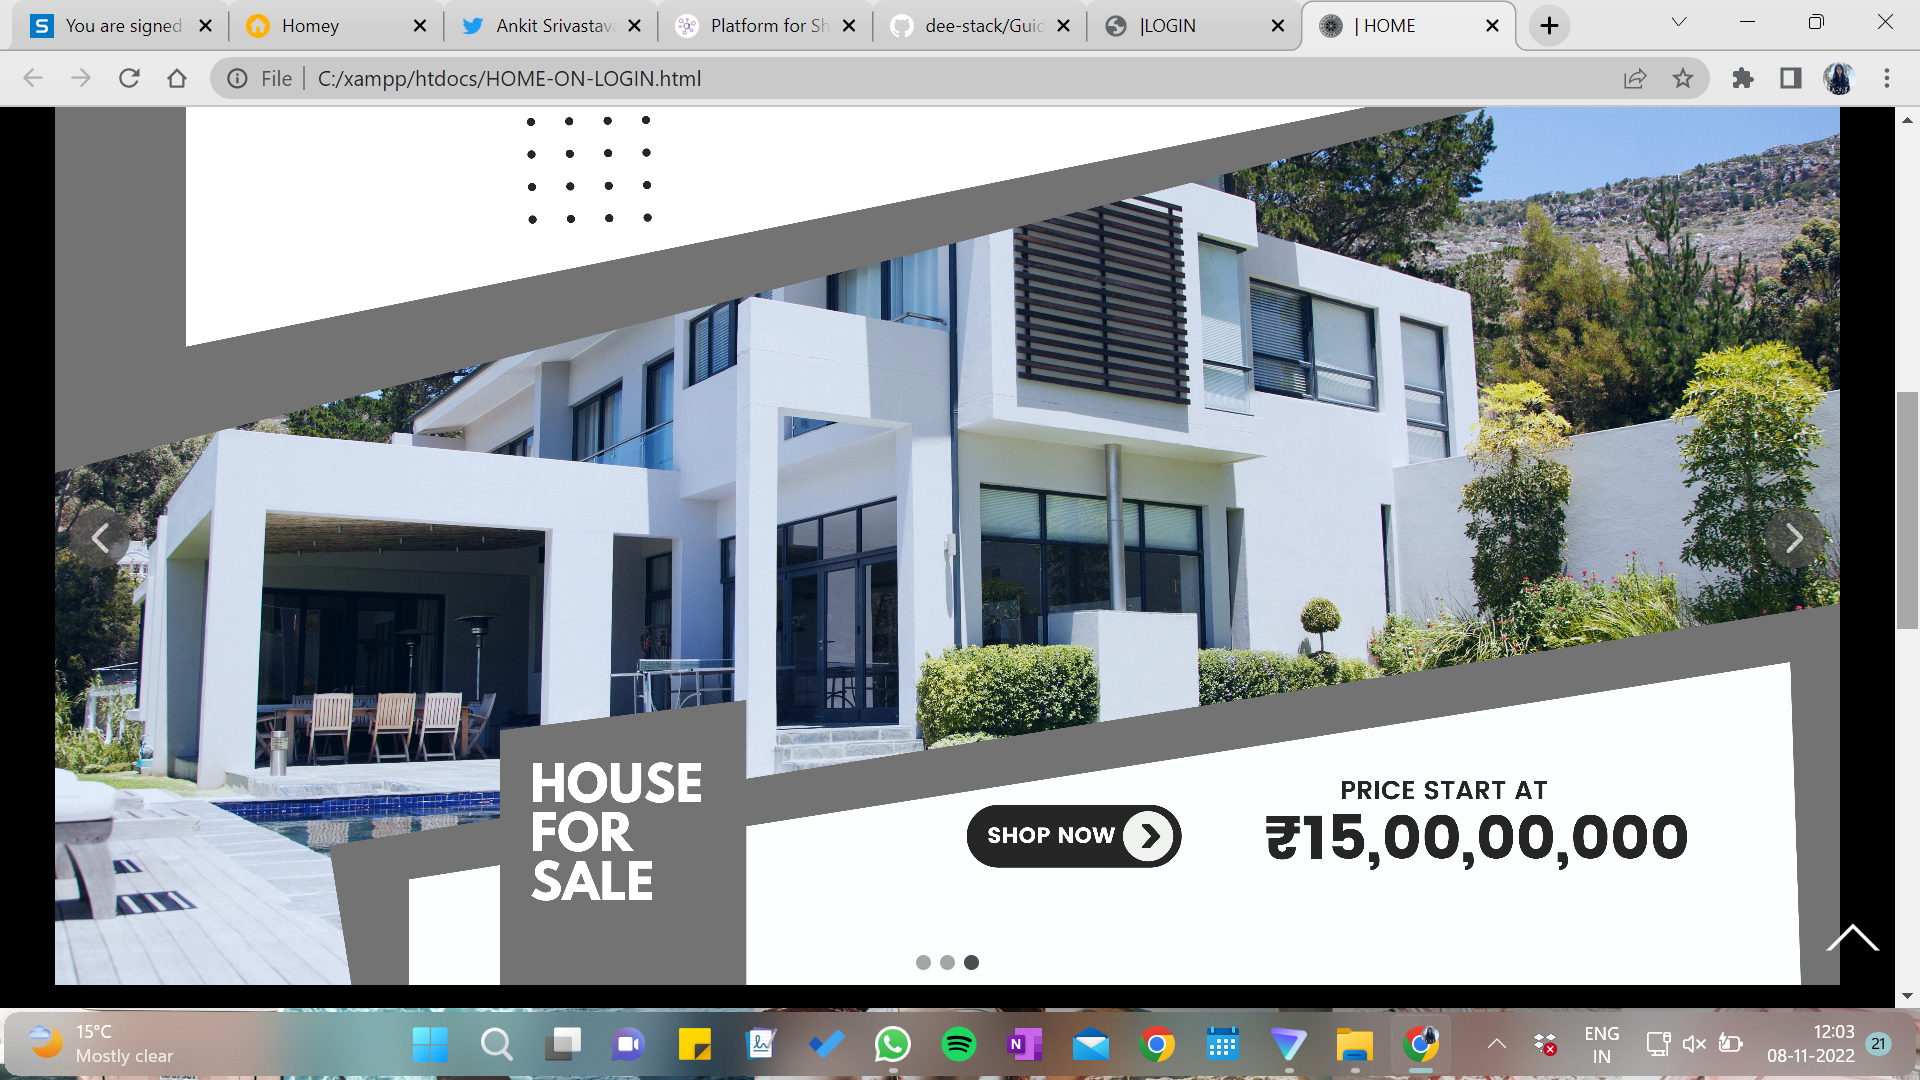 You are signed
Homey
Ankit Srivastav
Platform for Sh
dee-stack/Guid
|LOGIN
| HOME
File
C:/xampp/htdocs/HOME-ON-LOGIN.html
HOUSE
FOR
SALE
SHOP NOW
PRICE START AT
₹15,00,00,000
15°C
Mostly clear
ENG
IN
12:03
08-11-2022
21